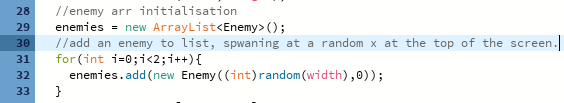 28 //enemy arr initialisation
29 enemies = new ArrayList<Enemy>();
30 //add an enemy to list, spwaning at a random x at the top of the screen.
31 for(int i=0;i<2;i++){
32 enemies.add(new Enemy((int)random(width),0));
33 }